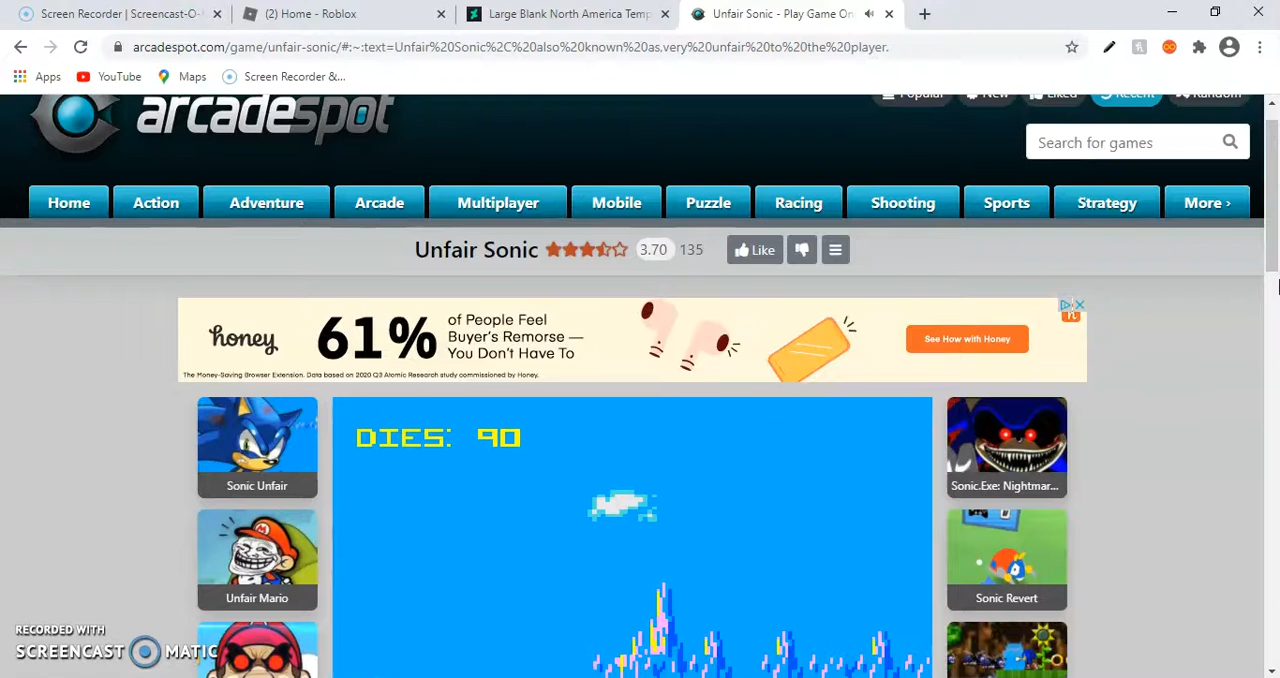 Screen Recorder | Screencast-O-
(2) Home - Roblox
Large Blank North America Temp
Unfair Sonic - Play Game On
arcadespot.com/game/unfair-sonic/#:~:text=Unfair%20Sonic%2C%20also%20known%20as,very%20unfair%20to%20the%20player.
Apps
YouTube
Maps
Screen Recorder &...
arcadespot
Popular
New
Liked
Recent
Random
Search for games
Home
Action
Adventure
Arcade
Multiplayer
Mobile
Puzzle
Racing
Shooting
Sports
Strategy
More ›
Unfair Sonic
3.70
135
Like
honey
61%
of People Feel
Buyer's Remorse —
You Don't Have To
See How with Honey
The Money-Saving Browser Extension. Data based on 2020 Q3 Atomic Research study commissioned by Honey.
DIES: 90
Sonic Unfair
Sonic.Exe: Nightmar...
Unfair Mario
Sonic Revert
RECORDED WITH
SCREENCAST MATIC